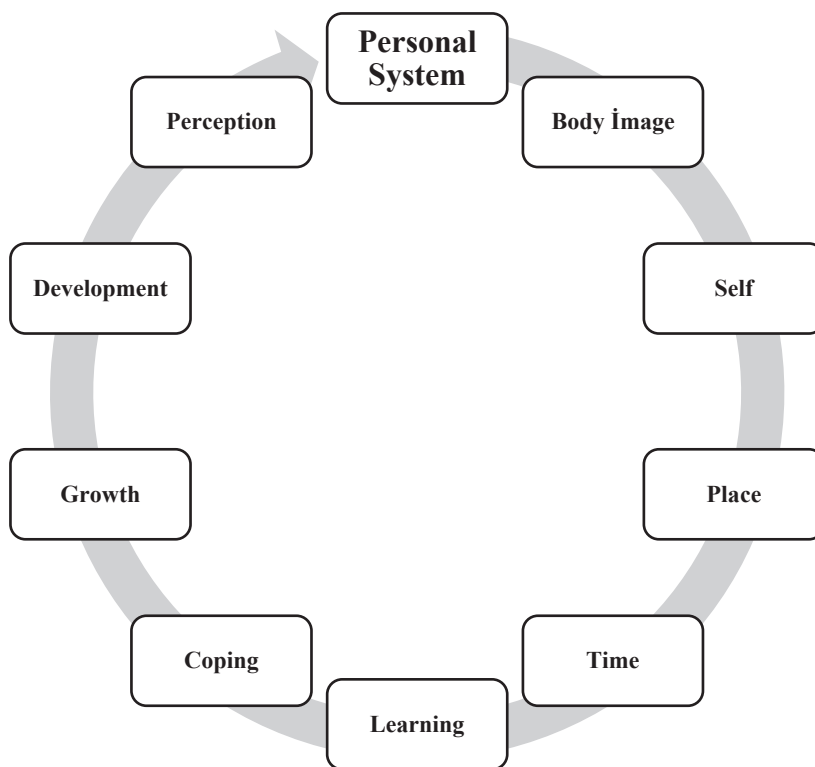 Personal
System
Body İmage
Self
Place
Time
Learning
Coping
Growth
Development
Perception